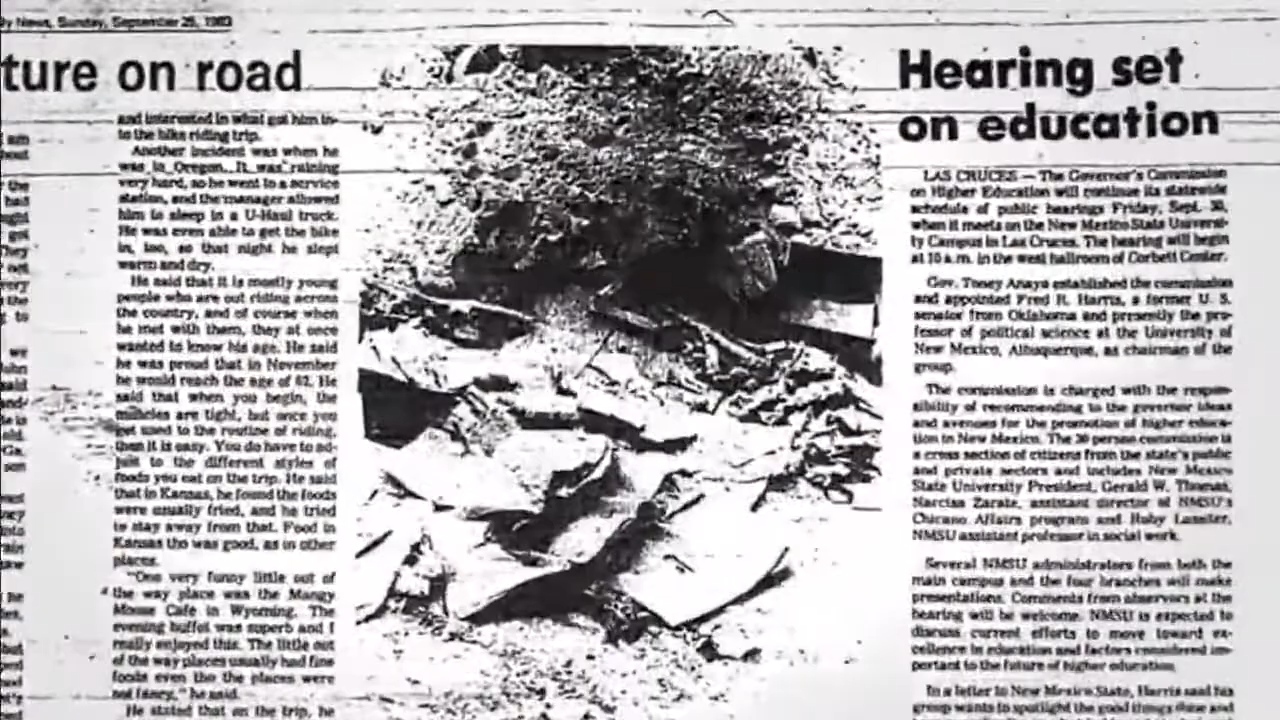 News, Sunday, September 25, 1983
ture on road
and interested in what got him in-
to the bike riding trip.
Another incident was when he
was in Oregon. It was raining
very hard, so he went to a service
station, and the manager allowed
him to sleep in a U-Haul truck.
He was even able to get the bike
in, too, so that night he slept
warm and dry.
He said that it is mostly young
people who are out riding across
the country, and of course when
he met with them, they at once
wanted to know his age. He said
he was proud that in November
he would reach the age of 62. He
said that when you begin, the
muscles are tight, but once you
get used to the routine of riding,
then it is easy. You do have to ad-
just to the different styles of
foods you eat on the trip. He said
that in Kansas, he found the foods
were usually fried, and he tried
to stay away from that. Food in
Kansas tho was good, as in other
places.
"One very funny little out of
the way place was the Mangy
Moose Cafe in Wyoming. The
evening buffet was superb and I
really enjoyed this. The little out
of the way places usually had fine
foods even tho the places were
not fancy," he said.
He stated that on the trip, he
Hearing set
on education
LAS CRUCES — The Governor's Commission
on Higher Education will continue its statewide
schedule of public hearings Friday, Sept. 30,
when it meets on the New Mexico State Universi-
ty Campus in Las Cruces. The hearing will begin
at 10 a.m. in the west ballroom of Corbett Center.
Gov. Toney Anaya established the commission
and appointed Fred R. Harris, a former U. S.
senator from Oklahoma and presently the pro-
fessor of political science at the University of
New Mexico, Albuquerque, as chairman of the
group.
The commission is charged with the respon-
sibility of recommending to the governor ideas
and avenues for the promotion of higher educa-
tion in New Mexico. The 30 person commission is
a cross section of citizens from the state's public
and private sectors and includes New Mexico
State University President, Gerald W. Thomas,
Narcisa Zarate, assistant director of NMSU's
Chicano Affairs program and Ruby Lassiter,
NMSU assistant professor in social work.
Several NMSU administrators from both the
main campus and the four branches will make
presentations. Comments from observors at the
hearing will be welcome. NMSU is expected to
discuss current efforts to move toward ex-
cellence in education and factors considered im-
portant to the future of higher education.
In a letter to New Mexico State, Harris said his
group wants to spotlight the good things done and